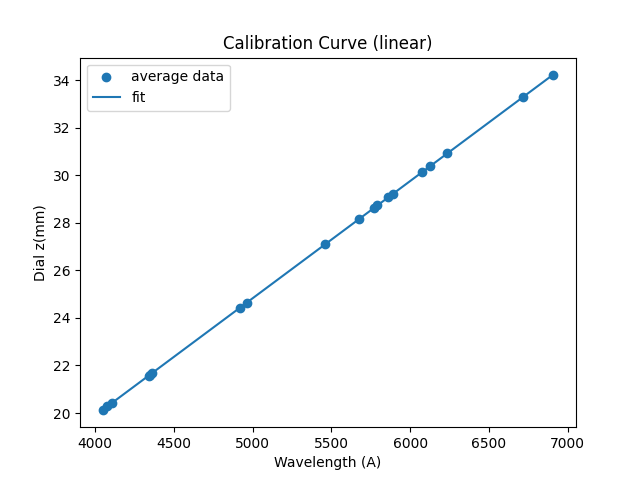 Calibration Curve (linear)
average data
fit
34
32
30
28
26
24
22
20
Dial z(mm)
4000 4500 5000 5500 6000 6500 7000
Wavelength (A)